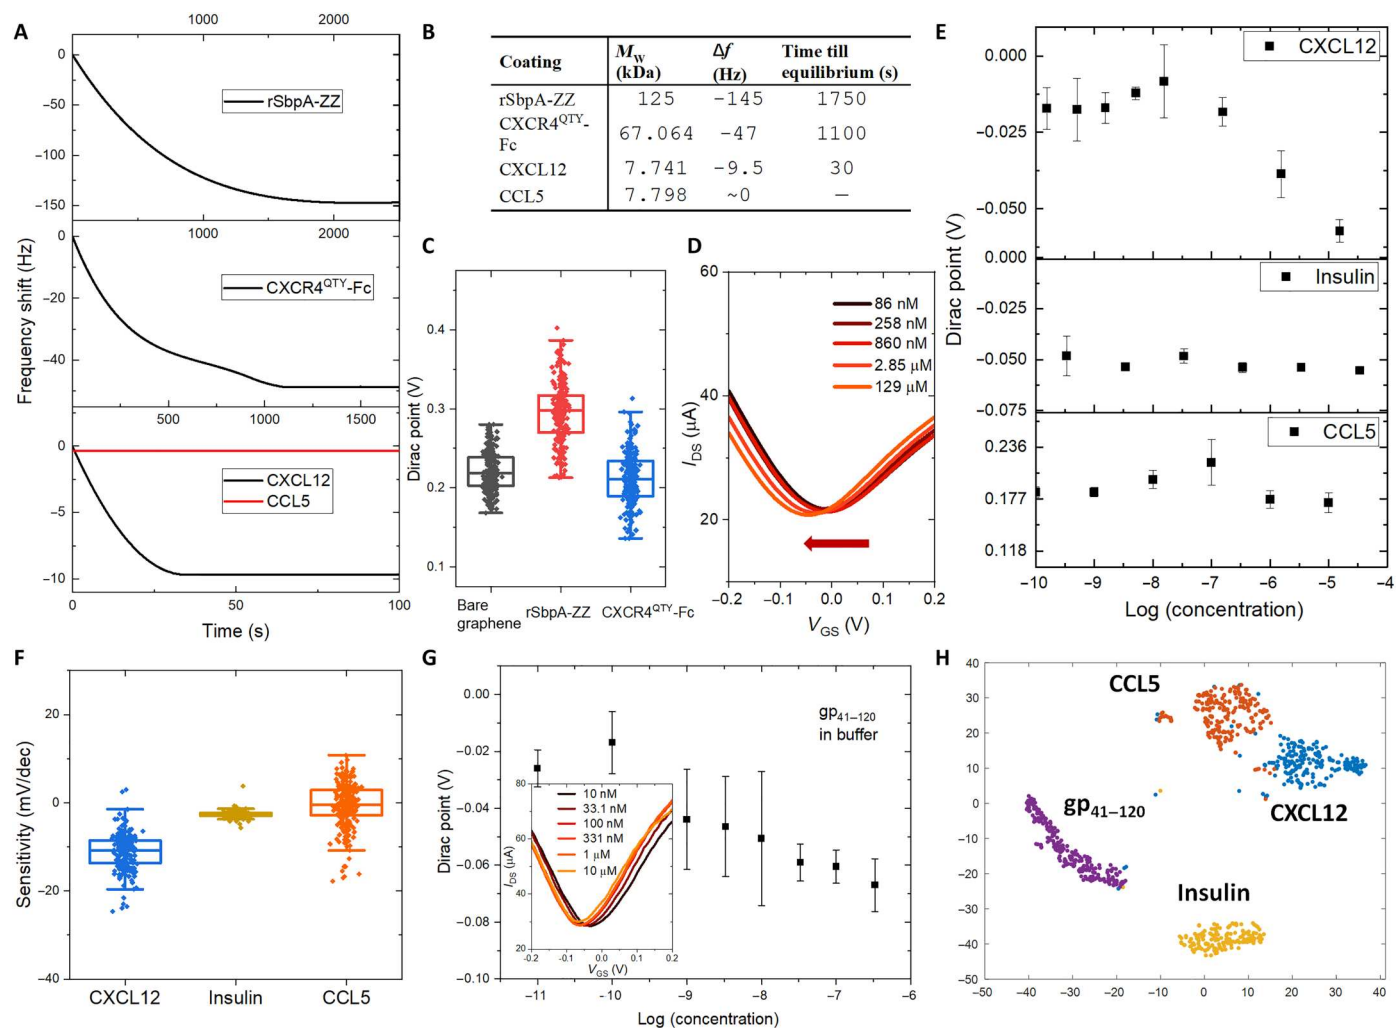 A
1000 2000
0
−50
−100
−150
rSbpA-ZZ
1000 2000
0
−20
−40
CXCR4QTY-Fc
500 1000 1500
0
−5
−10
CXCL12
CCL5
0 50 100
Frequency shift (Hz)
Time (s)
B
Coating Mw (kDa) Δf (Hz) Time till equilibrium (s)
rSbpA-ZZ 125 −145 1750
CXCR4QTY-Fc 67.064 −47 1100
CXCL12 7.741 −9.5 30
CCL5 7.798 ~0 —
C
Dirac point (V)
0.4
0.3
0.2
0.1
Bare graphene rSbpA-ZZ CXCR4QTY-Fc
D
60
40
20
IDS (μA)
86 nM
258 nM
860 nM
2.85 μM
129 μM
−0.2 −0.1 0.0 0.1 0.2
VGS (V)
E
CXCL12
0.000
−0.025
−0.050
0.000
Insulin
−0.025
−0.050
−0.075
CCL5
0.236
0.177
0.118
Dirac point (V)
−10 −9 −8 −7 −6 −5 −4
Log (concentration)
F
Sensitivity (mV/dec)
20
0
−20
−40
CXCL12 Insulin CCL5
G
0.00
−0.02
−0.04
−0.06
−0.08
−0.10
Dirac point (V)
gp41–120
in buffer
80
60
40
20
IDS (μA)
10 nM
33.1 nM
100 nM
331 nM
1 μM
10 μM
−0.2 −0.1 0.0 0.1 0.2
VGS (V)
−11 −10 −9 −8 −7 −6
Log (concentration)
H
40
30
20
10
0
−10
−20
−30
−40
−50
CCL5
CXCL12
gp41–120
Insulin
−50 −40 −30 −20 −10 0 10 20 30 40